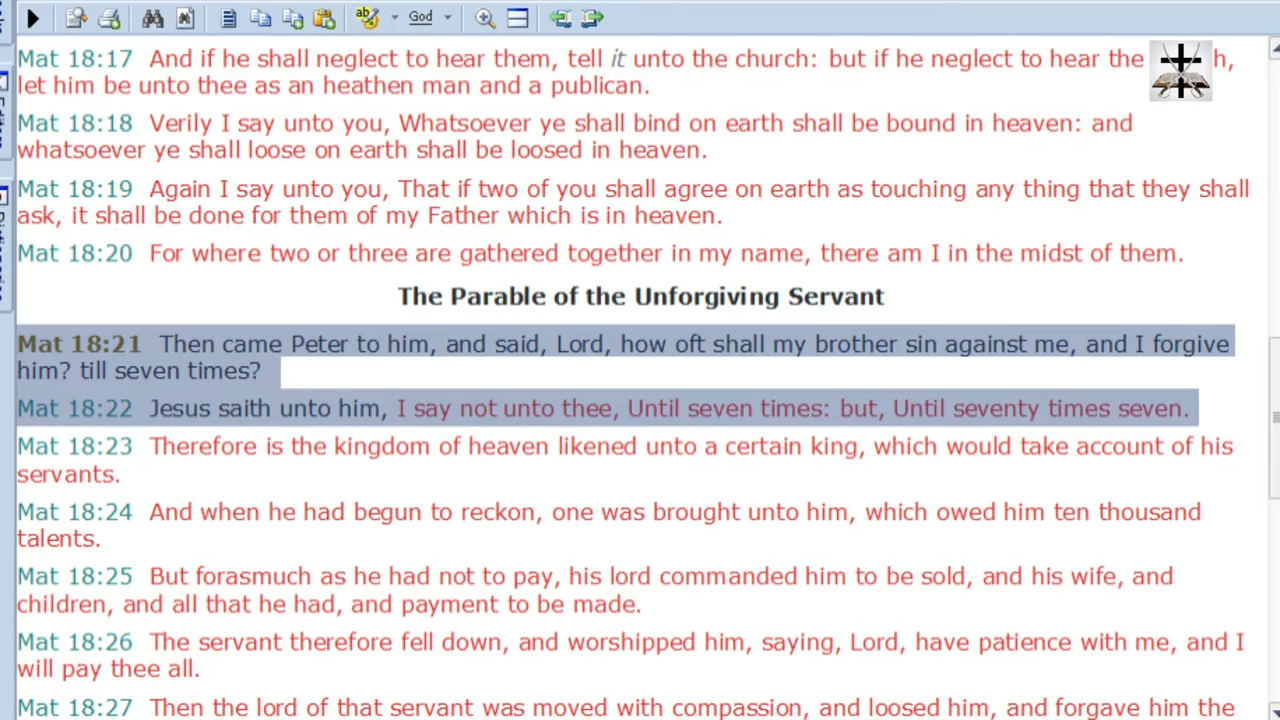 God
Mat 18:17 And if he shall neglect to hear them, tell it unto the church: but if he neglect to hear the h,
let him be unto thee as an heathen man and a publican.
Mat 18:18 Verily I say unto you, Whatsoever ye shall bind on earth shall be bound in heaven: and
whatsoever ye shall loose on earth shall be loosed in heaven.
Mat 18:19 Again I say unto you, That if two of you shall agree on earth as touching any thing that they shall
ask, it shall be done for them of my Father which is in heaven.
Mat 18:20 For where two or three are gathered together in my name, there am I in the midst of them.
The Parable of the Unforgiving Servant
Mat 18:21 Then came Peter to him, and said, Lord, how oft shall my brother sin against me, and I forgive
him? till seven times?
Mat 18:22 Jesus saith unto him, I say not unto thee, Until seven times: but, Until seventy times seven.
Mat 18:23 Therefore is the kingdom of heaven likened unto a certain king, which would take account of his
servants.
Mat 18:24 And when he had begun to reckon, one was brought unto him, which owed him ten thousand
talents.
Mat 18:25 But forasmuch as he had not to pay, his lord commanded him to be sold, and his wife, and
children, and all that he had, and payment to be made.
Mat 18:26 The servant therefore fell down, and worshipped him, saying, Lord, have patience with me, and I
will pay thee all.
Mat 18:27 Then the lord of that servant was moved with compassion, and loosed him, and forgave him the